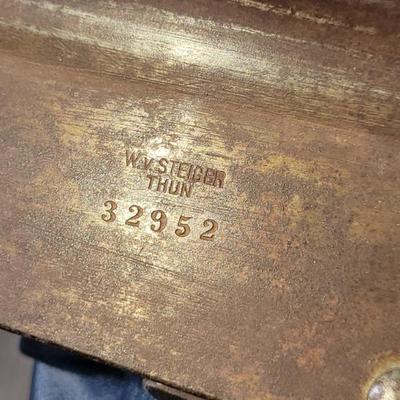 W.V. STEIGER
THUN
32952